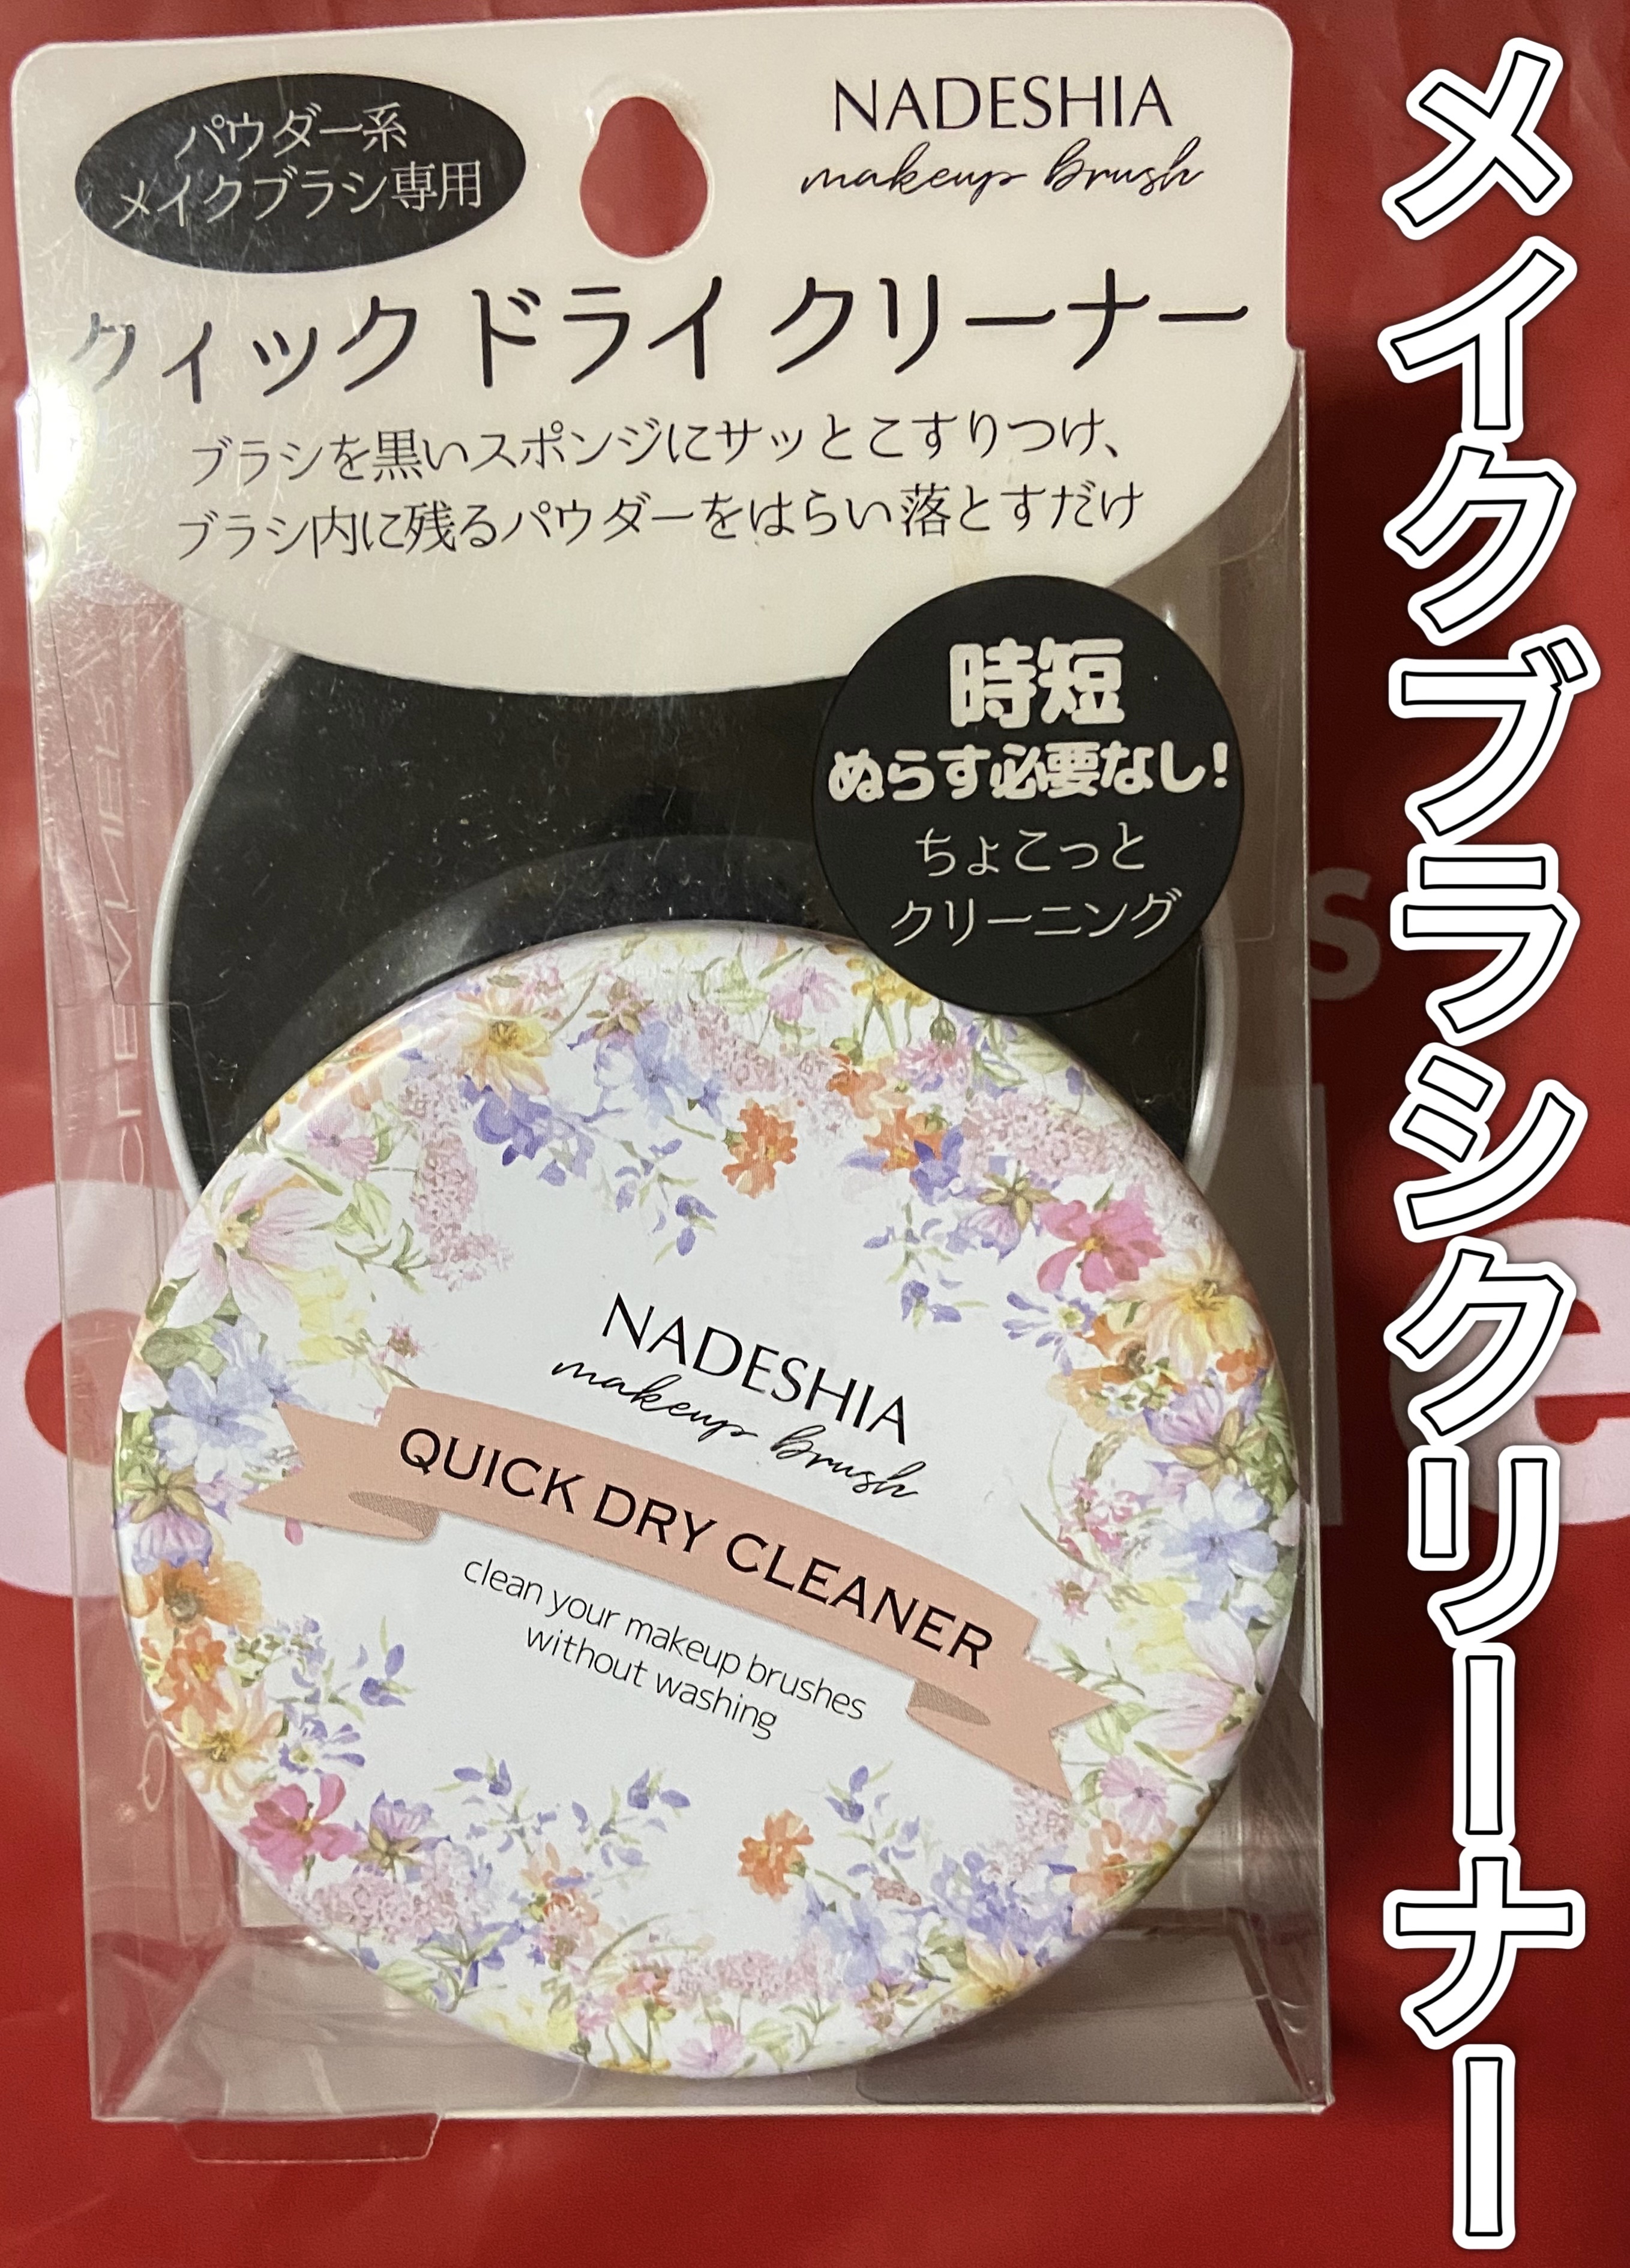 パウダー系
メイクブラシ専用
NADESHIA
makeup brush
クィック ドライ クリーナー
ブラシを黒いスポンジにサッとこすりつけ、
ブラシ内に残るパウダーをはらい落とすだけ
時短
ぬらす必要なし!
ちょこっと
クリーニング
NADESHIA
makeup brush
QUICK DRY CLEANER
clean your makeup brushes
without washing
メイクブラシクリーナー